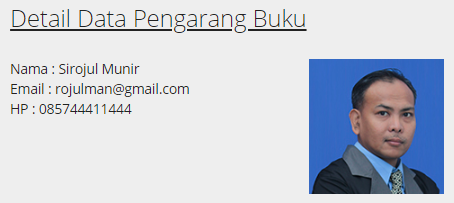 Detail Data Pengarang Buku
Nama : Sirojul Munir
Email : rojulman@gmail.com
HP : 085744411444